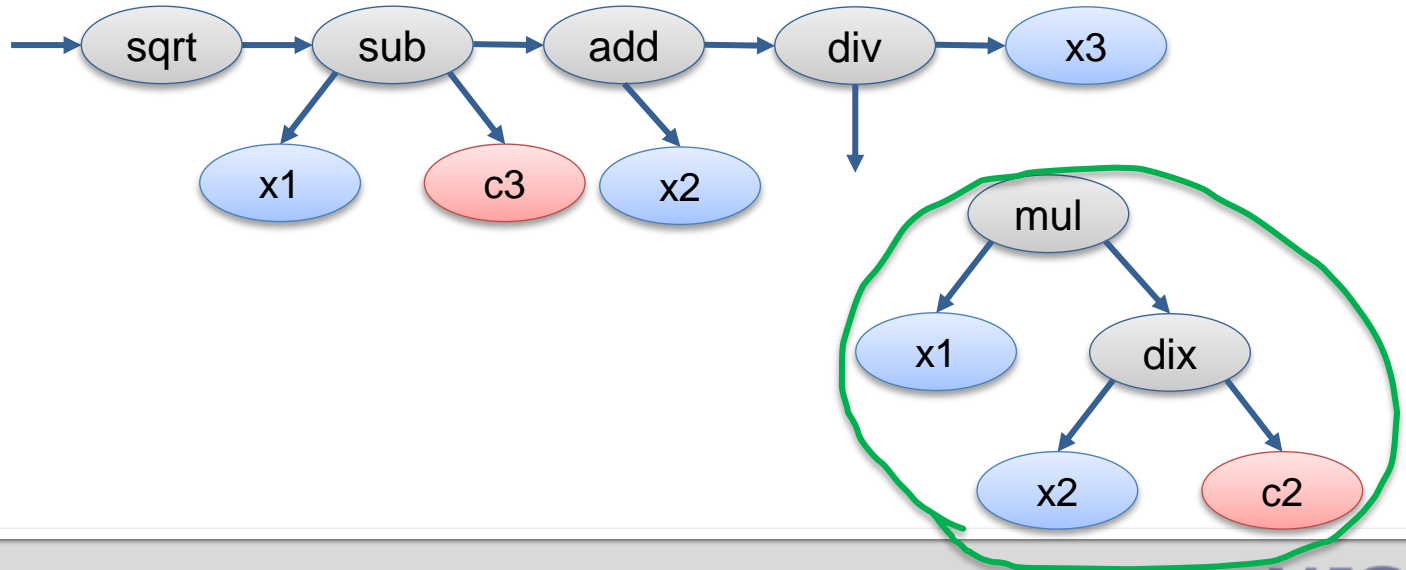 sqrt sub add div x3
x1 c3 x2
mul
x1 dix
x2 c2